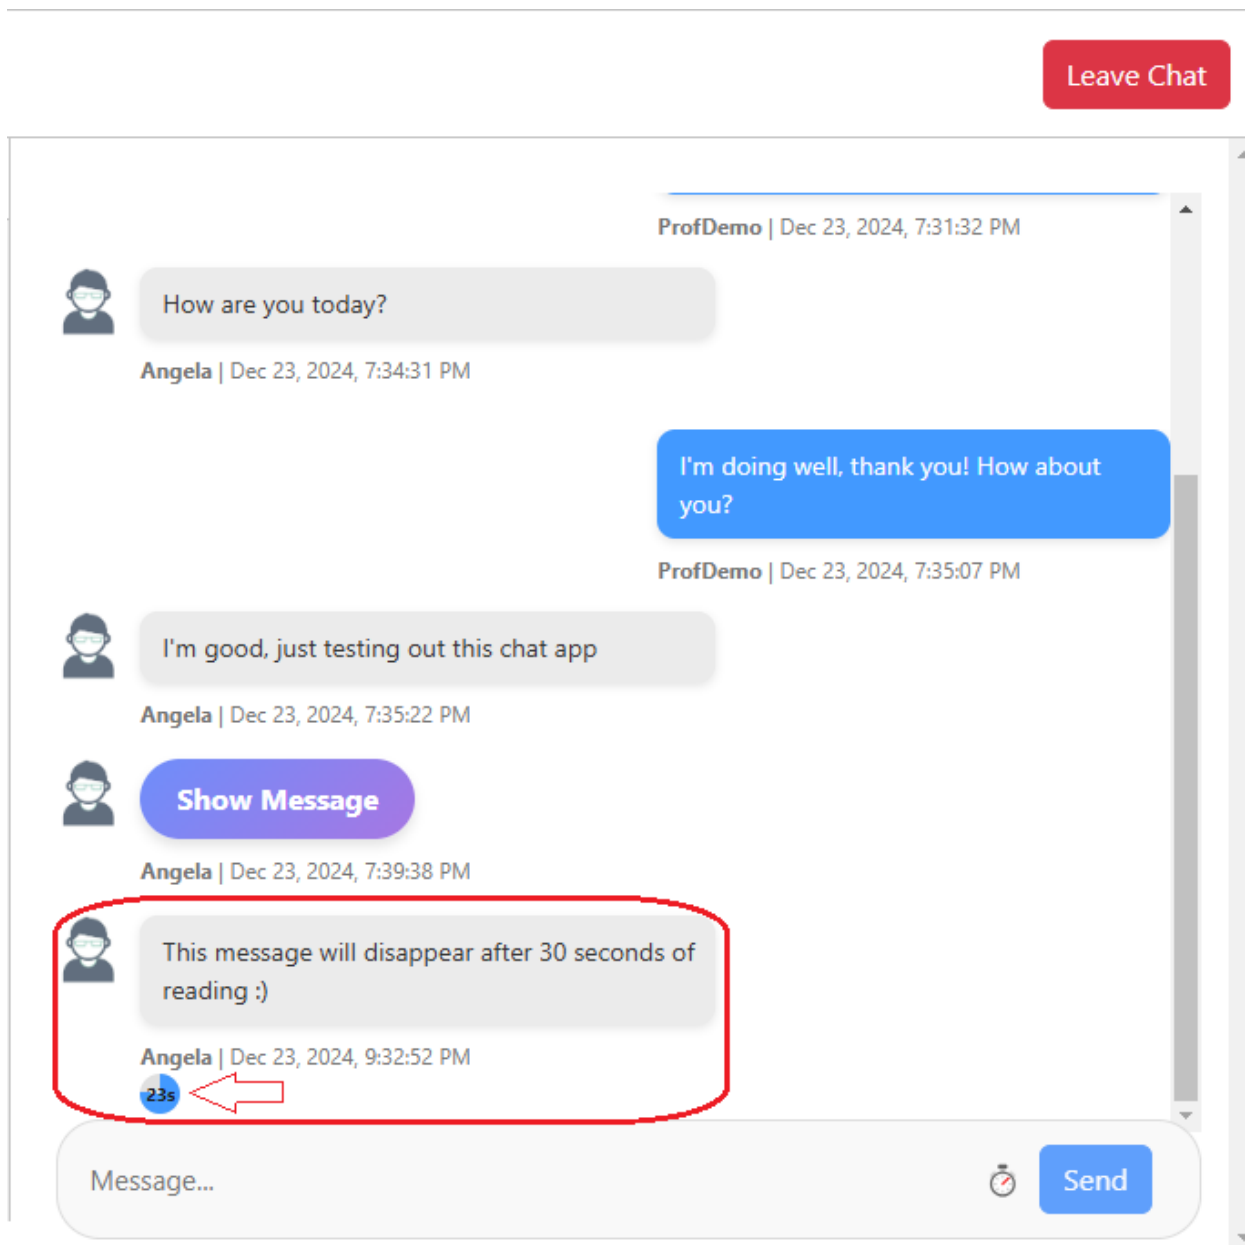 Leave Chat
ProfDemo | Dec 23, 2024, 7:31:32 PM
How are you today?
Angela | Dec 23, 2024, 7:34:31 PM
I'm doing well, thank you! How about
you?
ProfDemo | Dec 23, 2024, 7:35:07 PM
I'm good, just testing out this chat app
Angela | Dec 23, 2024, 7:35:22 PM
Show Message
Angela | Dec 23, 2024, 7:39:38 PM
This message will disappear after 30 seconds of
reading :)
Angela | Dec 23, 2024, 9:32:52 PM
23s
Message...
Send